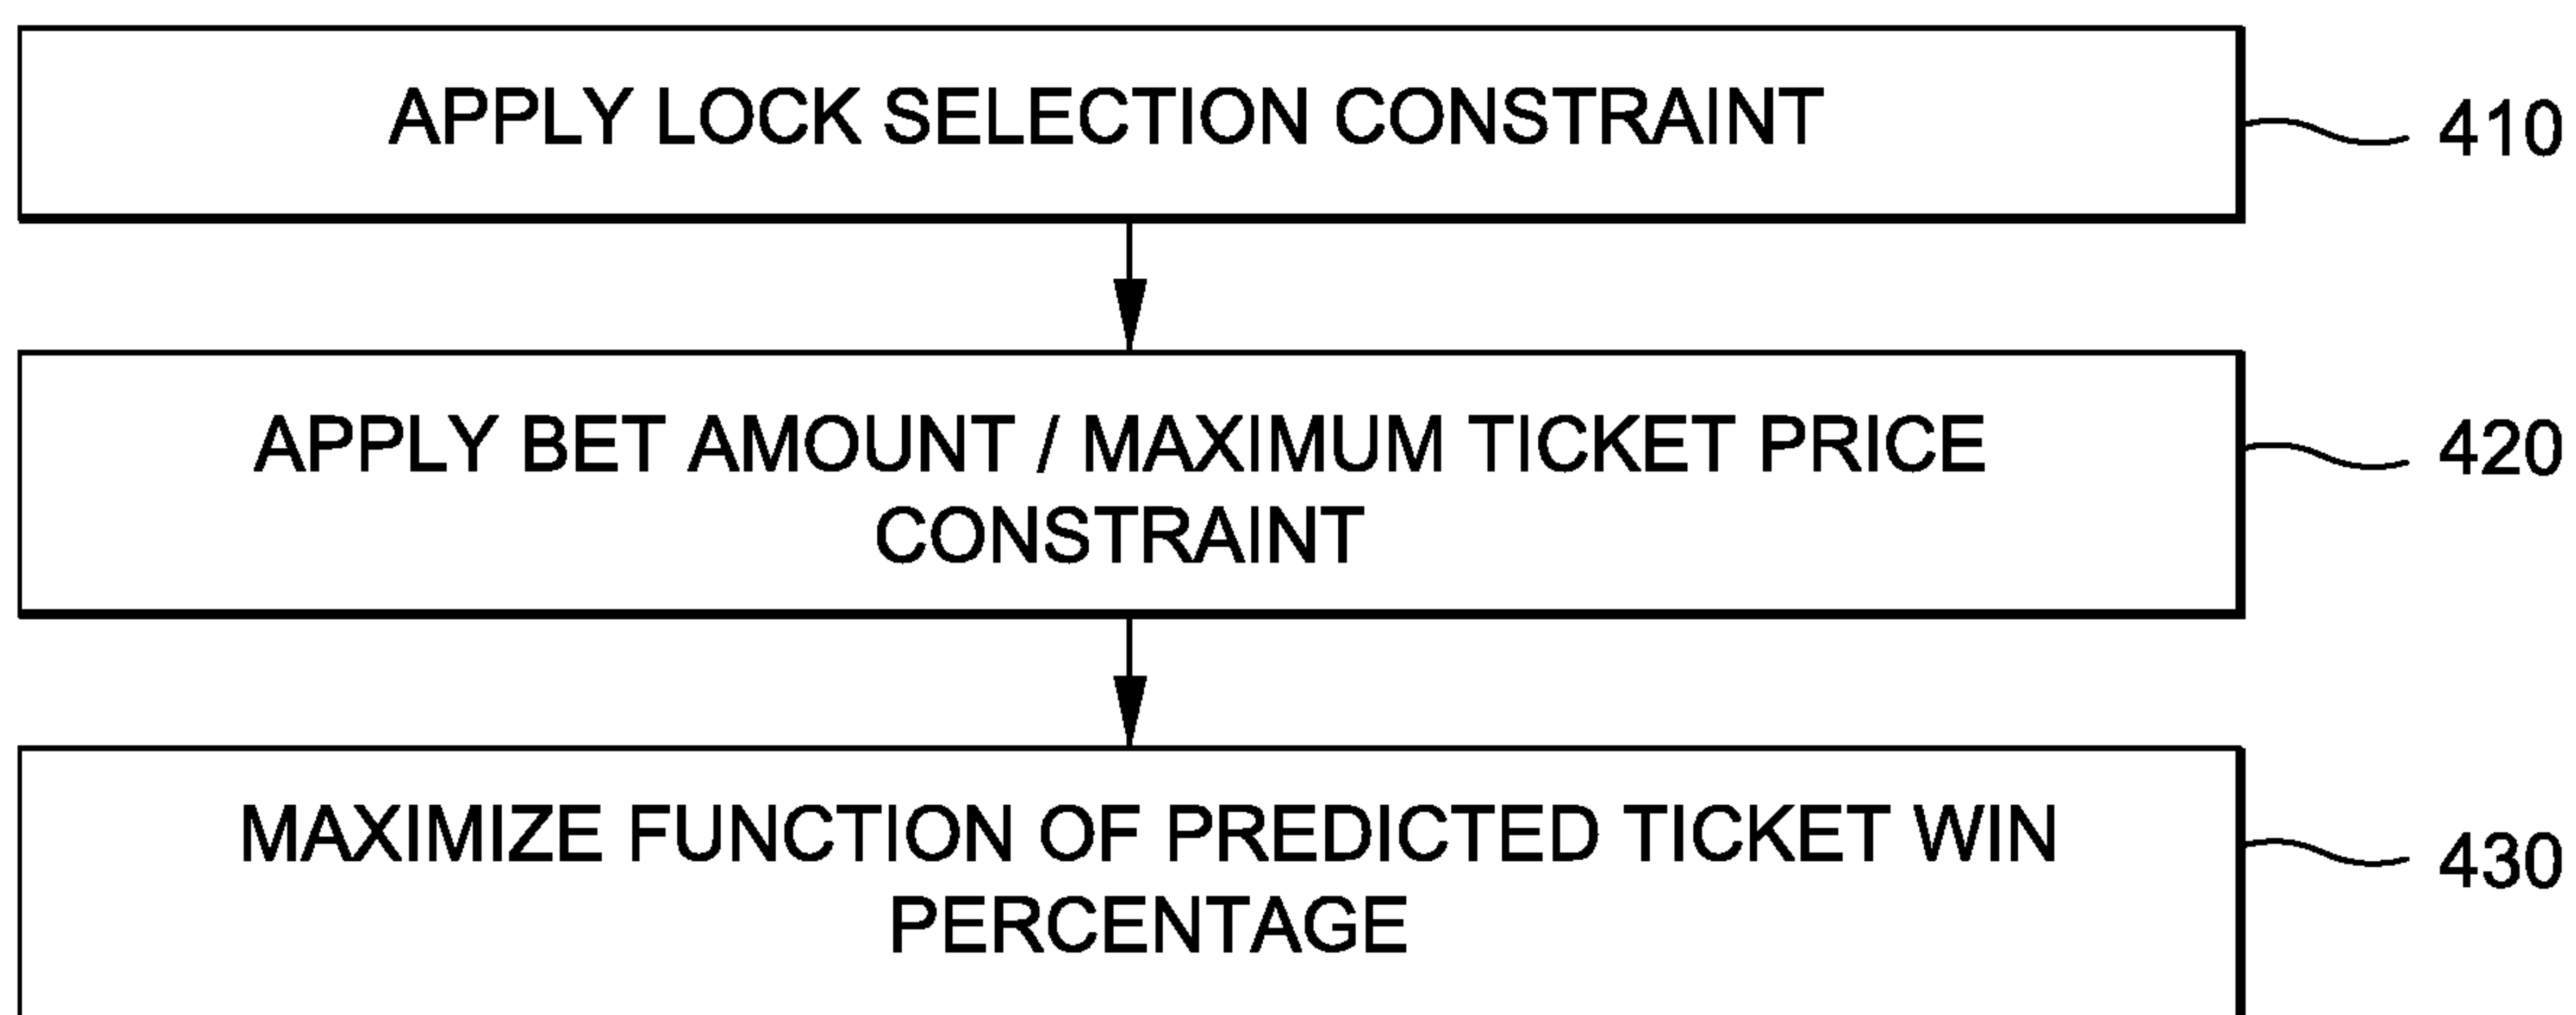 APPLY LOCK SELECTION CONSTRAINT
410
APPLY BET AMOUNT / MAXIMUM TICKET PRICE
CONSTRAINT
420
MAXIMIZE FUNCTION OF PREDICTED TICKET WIN
PERCENTAGE
430